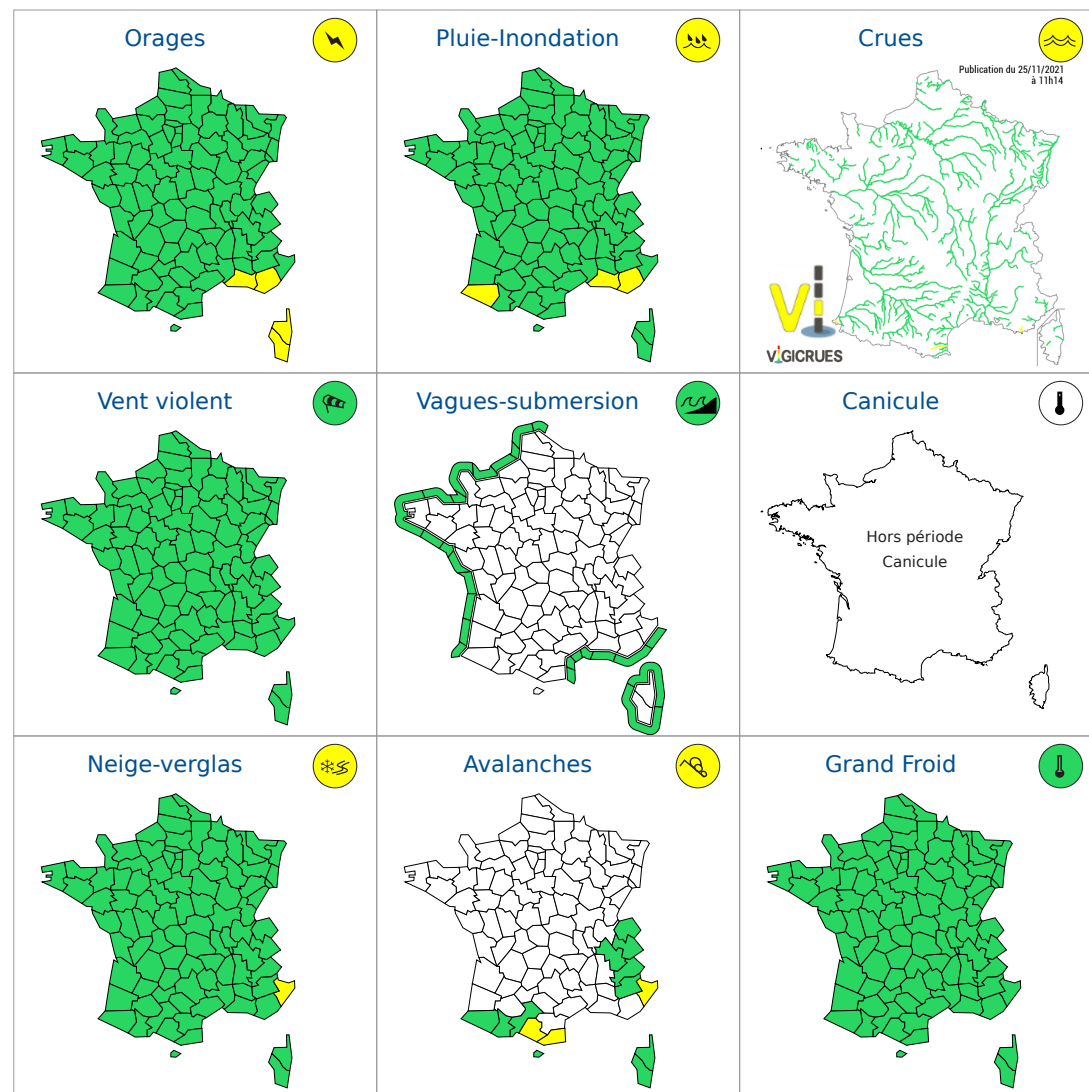 Orages
Pluie-Inondation
Crues
Publication du 25/11/2021
à 11h14
Vi
VIGICRUES
Vent violent
Vagues-submersion
Canicule
Hors période
Canicule
Neige-verglas
Avalanches
Grand Froid